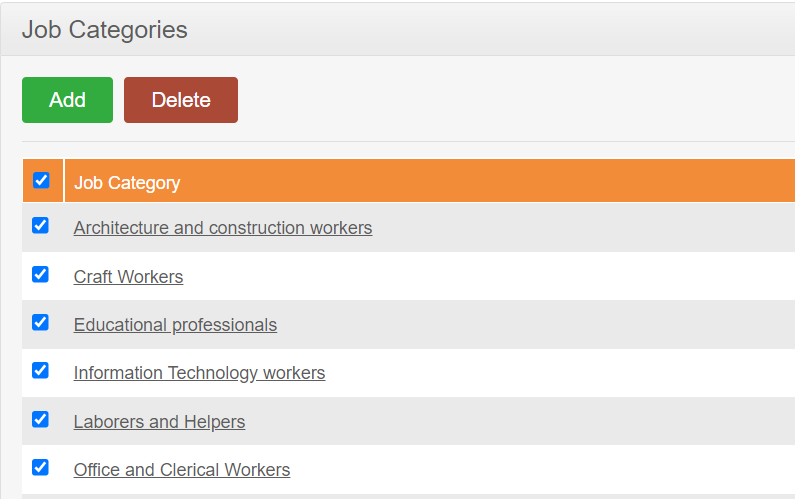 Job Categories
Add Delete
Job Category
Architecture and construction workers
Craft Workers
Educational professionals
Information Technology workers
Laborers and Helpers
Office and Clerical Workers